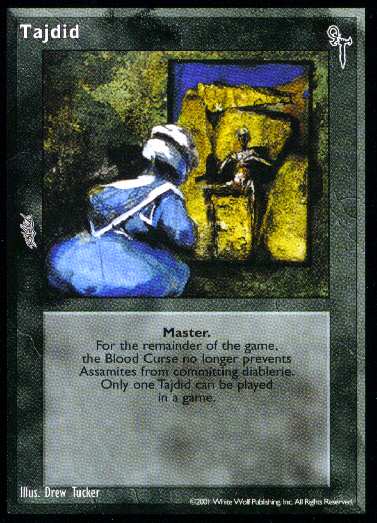 Tajdid
Master.
For the remainder of the game,
the Blood Curse no longer prevents
Assamites from committing diablerie.
Only one Tajdid can be played
in a game.
Illus. Drew Tucker
©2001 White Wolf Publishing, Inc. All Rights Reserved.